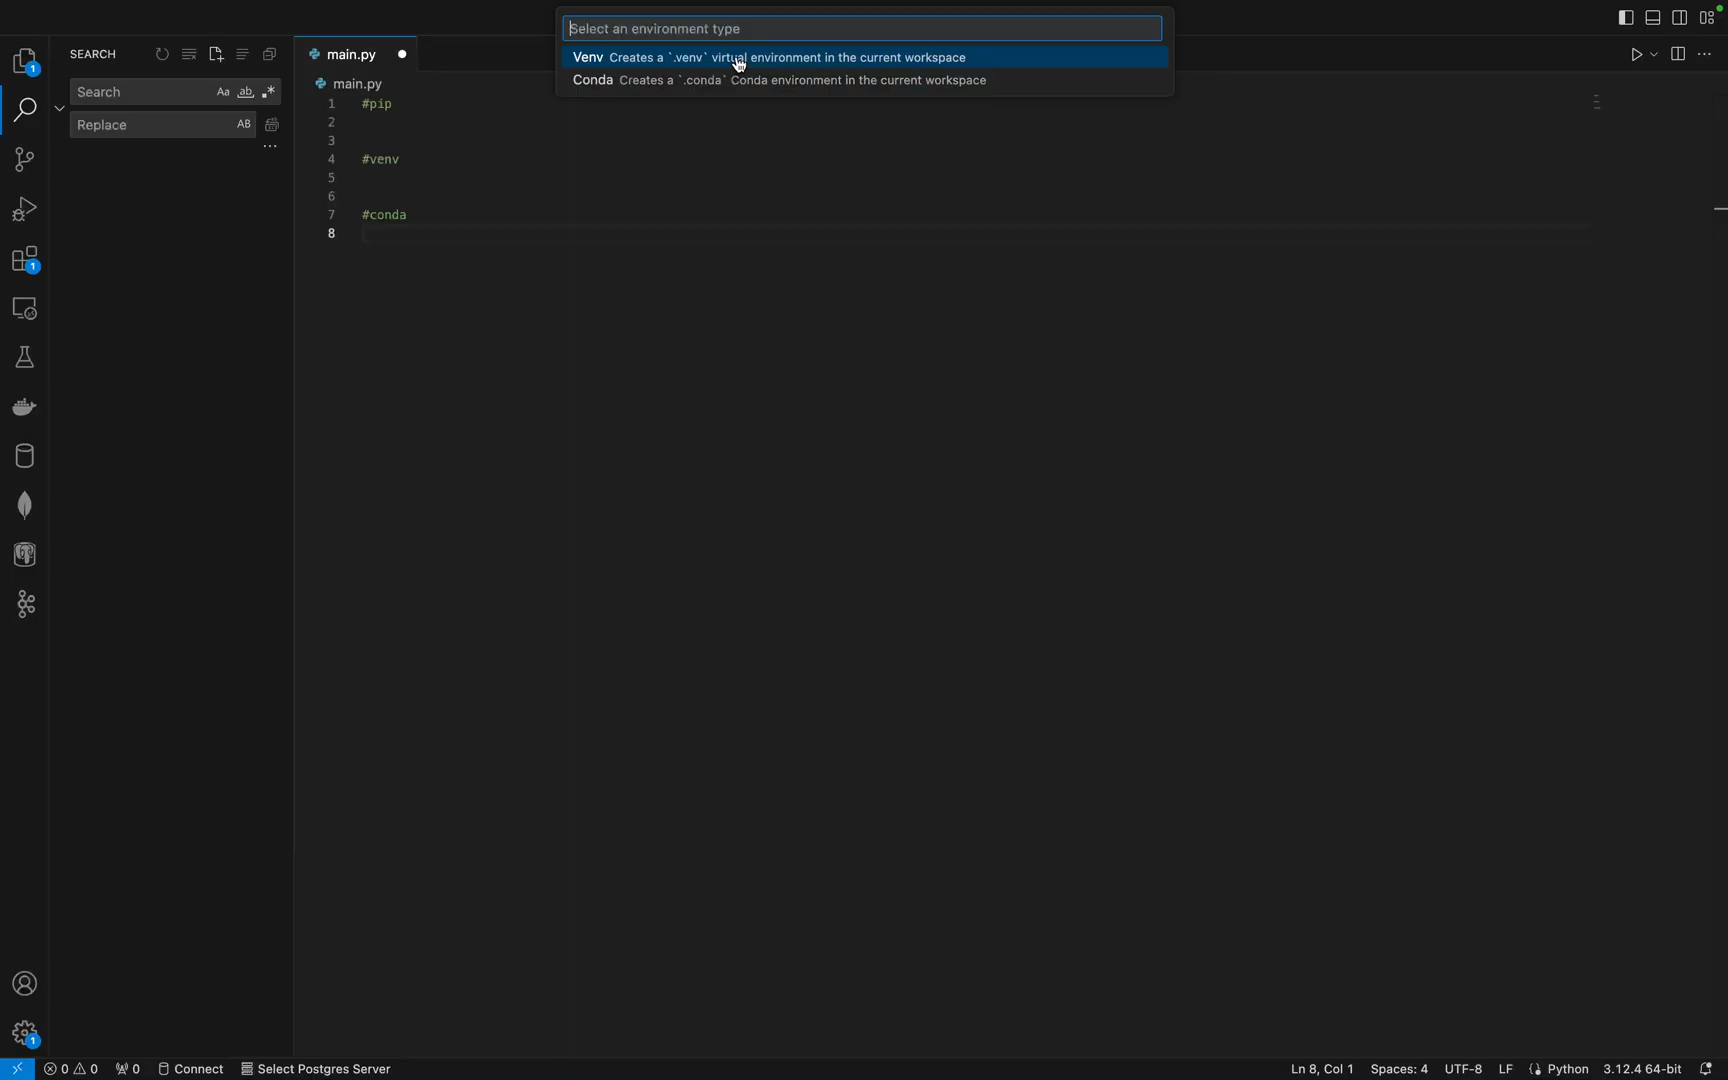 Select an environment type
Venv Creates a `.venv` virtual environment in the current workspace
Conda Creates a `.conda` Conda environment in the current workspace
1
SEARCH
main.py
Search Aa ab
Replace AB
main.py
1 #pip
2
3
4 #venv
5
6
7 #conda
8
1
1
0 0 0 Connect Select Postgres Server
Ln 8, Col 1 Spaces: 4 UTF-8 LF {} Python 3.12.4 64-bit